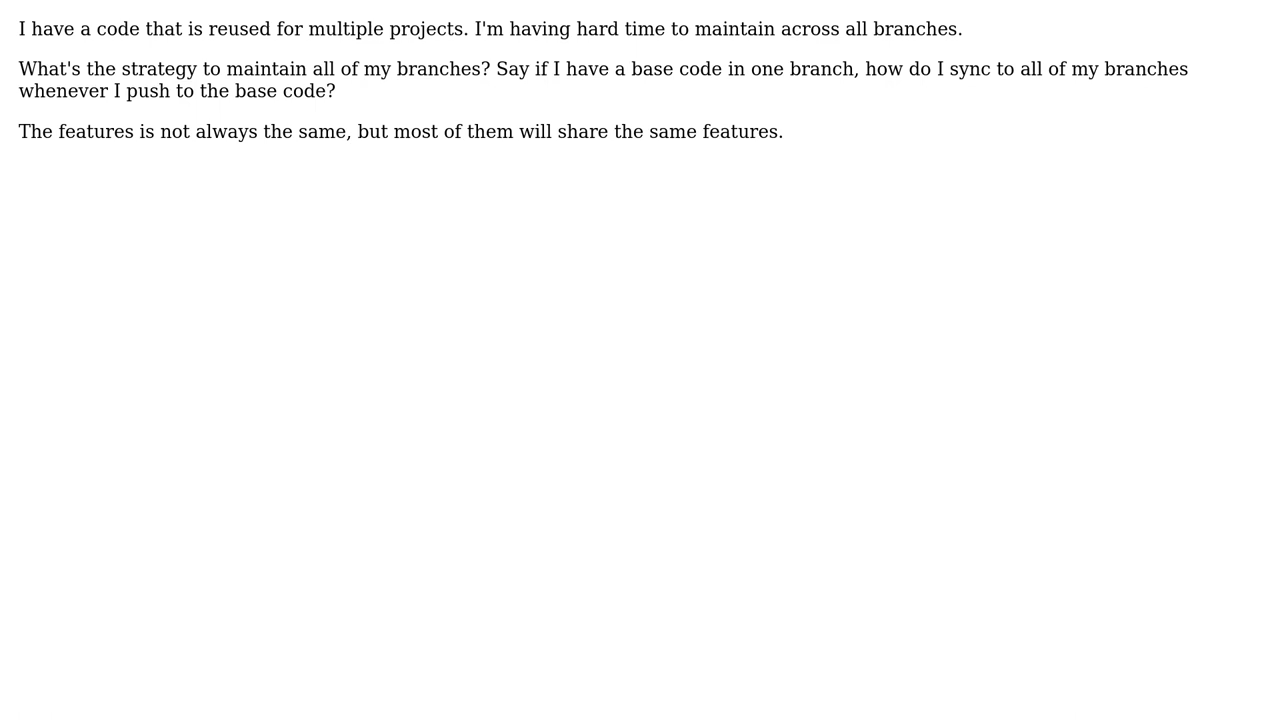 I have a code that is reused for multiple projects. I'm having hard time to maintain across all branches.
What's the strategy to maintain all of my branches? Say if I have a base code in one branch, how do I sync to all of my branches
whenever I push to the base code?
The features is not always the same, but most of them will share the same features.